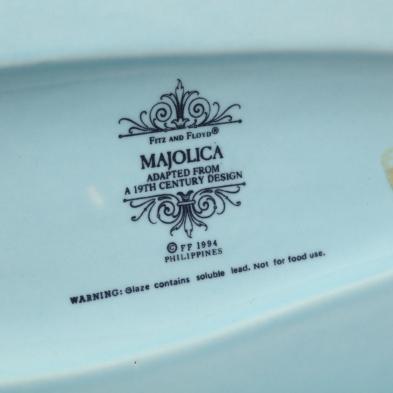 FITZ AND FLOYD®
MAJOLICA
ADAPTED FROM
A 19TH CENTURY DESIGN
© FF 1994
PHILIPPINES
WARNING: Glaze contains soluble lead. Not for food use.